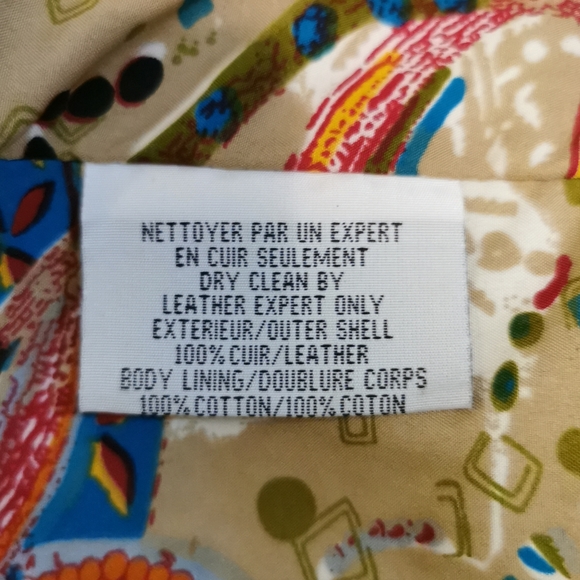 NETTOYER PAR UN EXPERT
EN CUIR SEULEMENT
DRY CLEAN BY
LEATHER EXPERT ONLY
EXTERIEUR/OUTER SHELL
100% CUIR/LEATHER
BODY LINING/DOUBLURE CORPS
100% COTTON/100% COTON